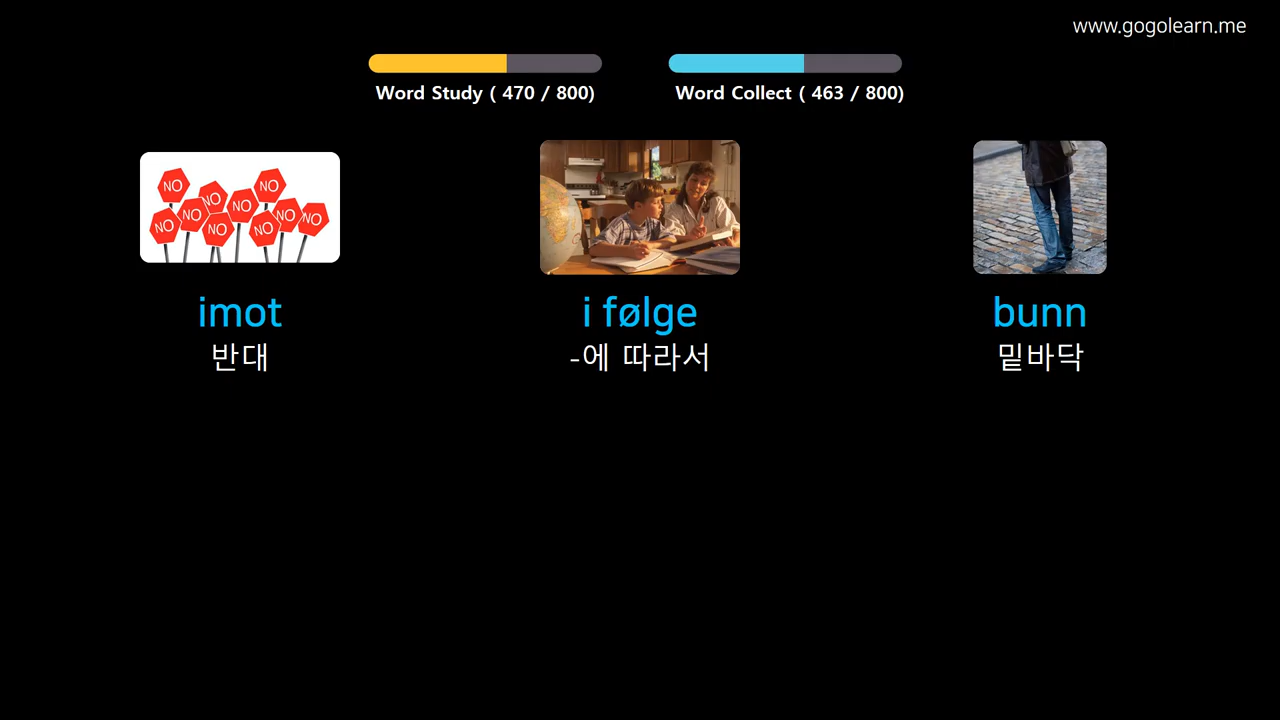 www.gogolearn.me
Word Study ( 470 / 800)
Word Collect ( 463 / 800)
NO NO NO NO NO NO NO NO NO NO
imot
반대
i følge
-에 따라서
bunn
밑바닥